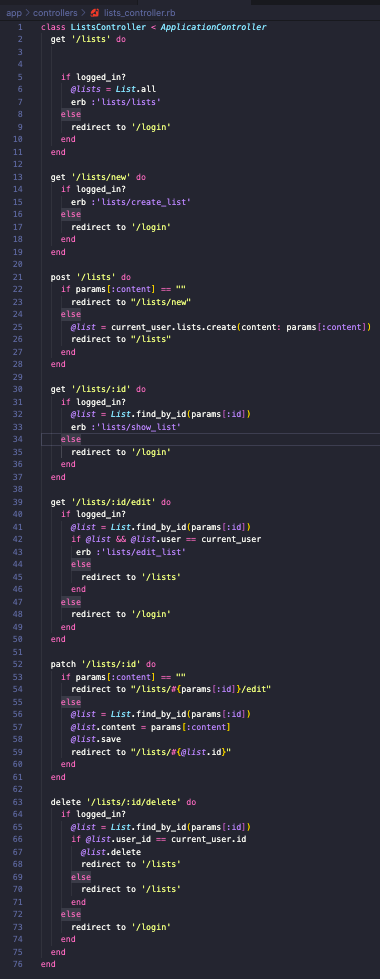 app > controllers > lists_controller.rb
1 class ListsController < ApplicationController
2   get '/lists' do
3
4
5     if logged_in?
6       @lists = List.all
7       erb :'lists/lists'
8     else
9       redirect to '/login'
10     end
11   end
12
13   get '/lists/new' do
14     if logged_in?
15       erb :'lists/create_list'
16     else
17       redirect to '/login'
18     end
19   end
20
21   post '/lists' do
22     if params[:content] == ""
23       redirect to "/lists/new"
24     else
25       @list = current_user.lists.create(content: params[:content])
26       redirect to "/lists"
27     end
28   end
29
30   get '/lists/:id' do
31     if logged_in?
32       @list = List.find_by_id(params[:id])
33       erb :'lists/show_list'
34     else
35       redirect to '/login'
36     end
37   end
38
39   get '/lists/:id/edit' do
40     if logged_in?
41       @list = List.find_by_id(params[:id])
42       if @list && @list.user == current_user
43        erb :'lists/edit_list'
44       else
45         redirect to '/lists'
46       end
47     else
48       redirect to '/login'
49     end
50   end
51
52   patch '/lists/:id' do
53     if params[:content] == ""
54       redirect to "/lists/#{params[:id]}/edit"
55     else
56       @list = List.find_by_id(params[:id])
57       @list.content = params[:content]
58       @list.save
59       redirect to "/lists/#{@list.id}"
60     end
61   end
62
63   delete '/lists/:id/delete' do
64     if logged_in?
65       @list = List.find_by_id(params[:id])
66       if @list.user_id == current_user.id
67         @list.delete
68         redirect to '/lists'
69       else
70         redirect to '/lists'
71       end
72     else
73       redirect to '/login'
74     end
75   end
76 end